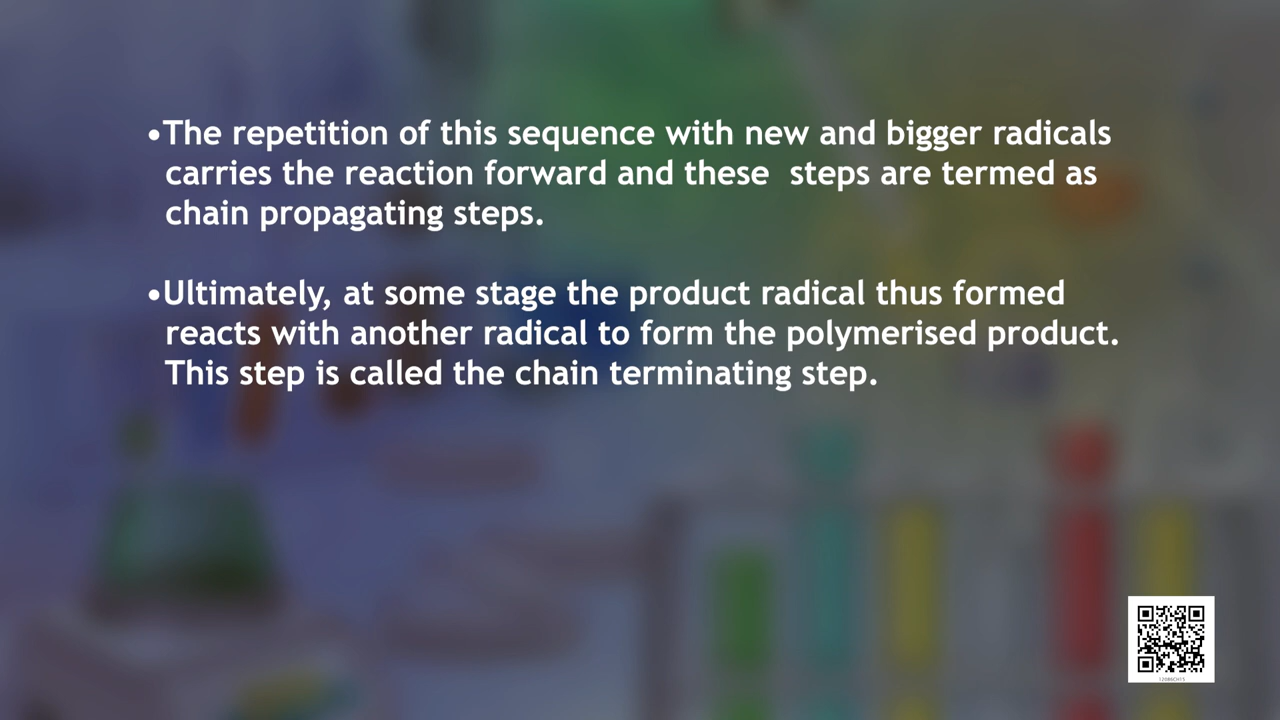 •The repetition of this sequence with new and bigger radicals
carries the reaction forward and these  steps are termed as
chain propagating steps.
•Ultimately, at some stage the product radical thus formed
reacts with another radical to form the polymerised product.
This step is called the chain terminating step.